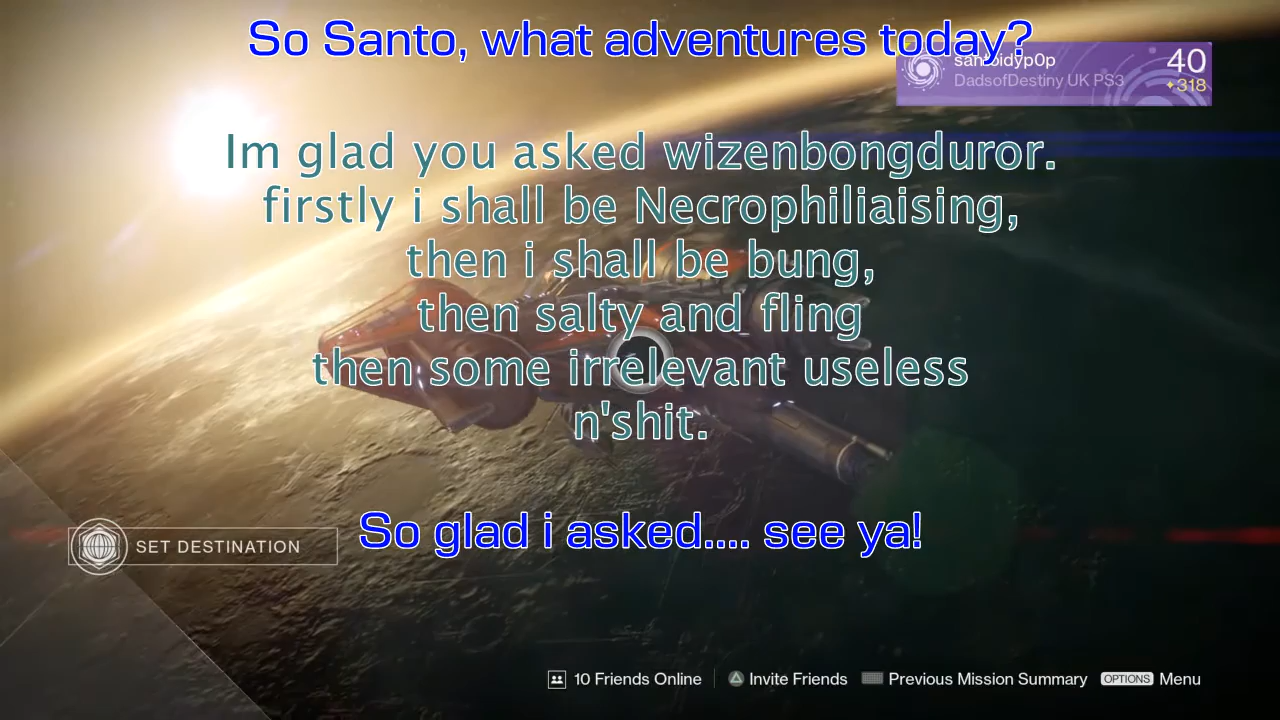 So Santo, what adventures today?
40
DadsofDestiny UK PS3
318
Im glad you asked wizenbongduror.
firstly i shall be Necrophiliaising,
then i shall be bung,
then salty and fling
then some irrelevant useless
n'shit.
So glad i asked.... see ya!
SET DESTINATION
10 Friends Online
Invite Friends
Previous Mission Summary
OPTIONS Menu